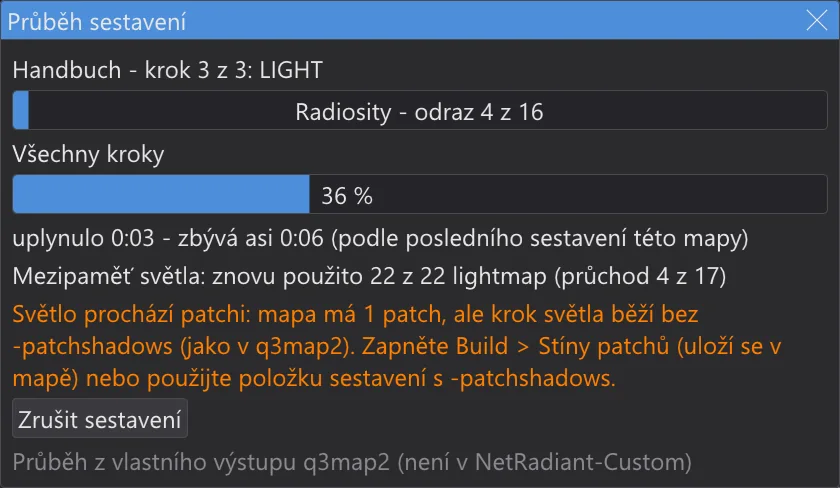 Průběh sestavení
Handbuch - krok 3 z 3: LIGHT
Radiosity - odraz 4 z 16
Všechny kroky
36 %
uplynulo 0:03 - zbývá asi 0:06 (podle posledního sestavení této mapy)
Mezipaměť světla: znovu použito 22 z 22 lightmap (průchod 4 z 17)
Světlo prochází patchi: mapa má 1 patch, ale krok světla běží bez
-patchshadows (jako v q3map2). Zapněte Build > Stíny patchů (uloží se v
mapě) nebo použijte položku sestavení s -patchshadows.
Zrušit sestavení
Průběh z vlastního výstupu q3map2 (není v NetRadiant-Custom)